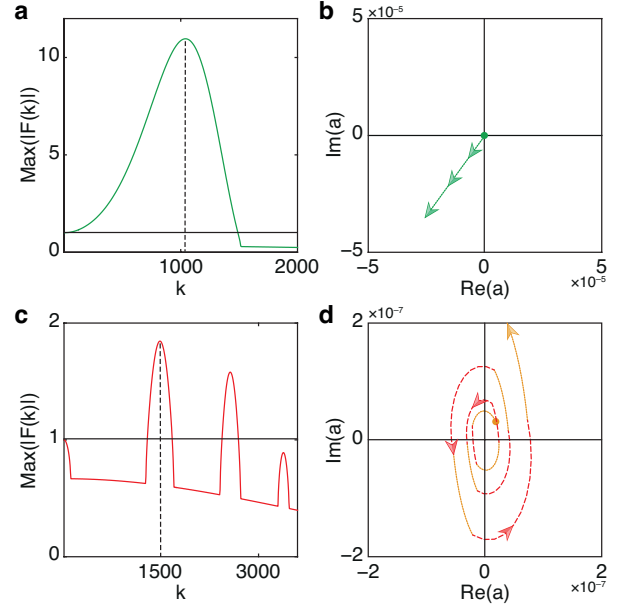 a
Max(|F(k)|)
10
5
0
1000
2000
k
b
×10⁻⁵
5
Im(a)
0
−5
−5
0
5
Re(a)
×10⁻⁵
c
Max(|F(k)|)
2
1
0
1500
3000
k
d
×10⁻⁷
2
Im(a)
0
−2
−2
0
2
Re(a)
×10⁻⁷